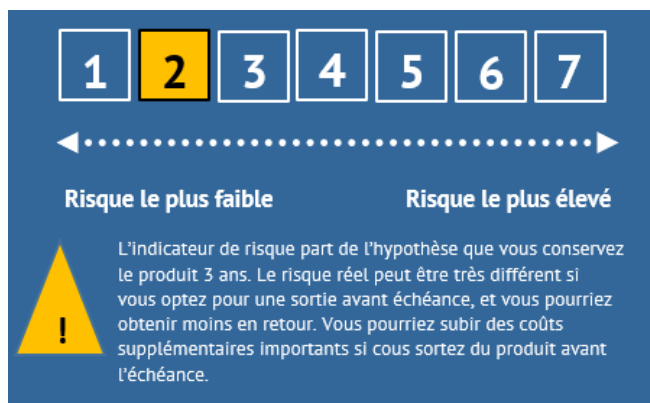 1 2 3 4 5 6 7
Risque le plus faible Risque le plus élevé
L'indicateur de risque part de l'hypothèse que vous conservez
le produit 3 ans. Le risque réel peut être très différent si
vous optez pour une sortie avant échéance, et vous pourriez
obtenir moins en retour. Vous pourriez subir des coûts
supplémentaires importants si cous sortez du produit avant
l'échéance.
!